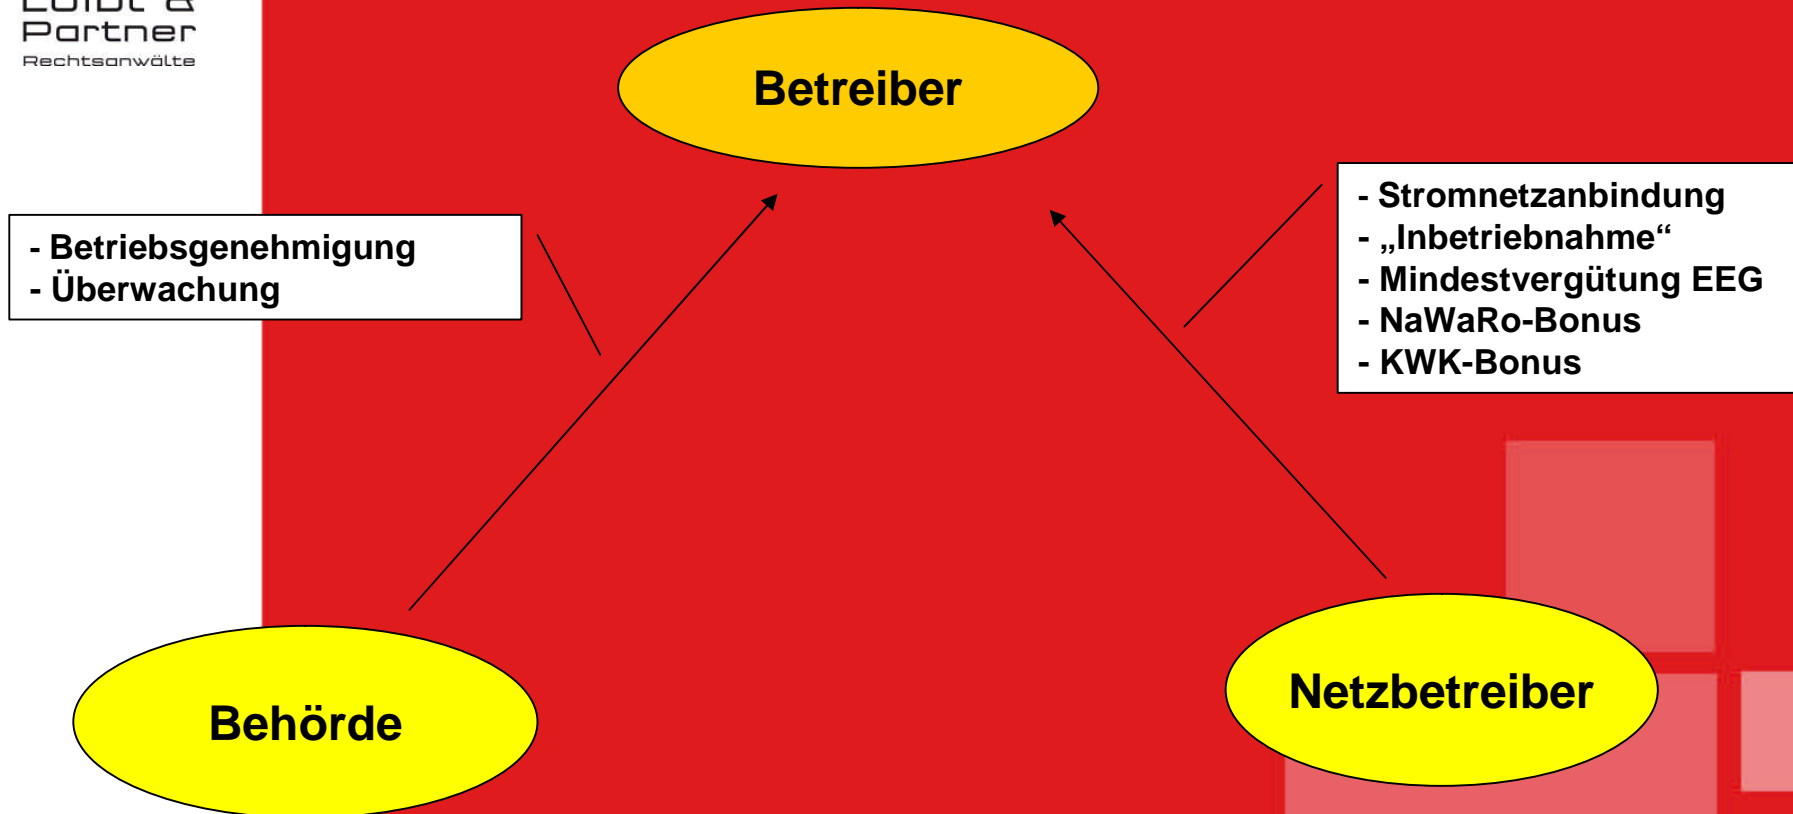 Partner
Rechtsanwälte
Betreiber
- Betriebsgenehmigung
- Überwachung
- Stromnetzanbindung
- „Inbetriebnahme“
- Mindestvergütung EEG
- NaWaRo-Bonus
- KWK-Bonus
Behörde
Netzbetreiber